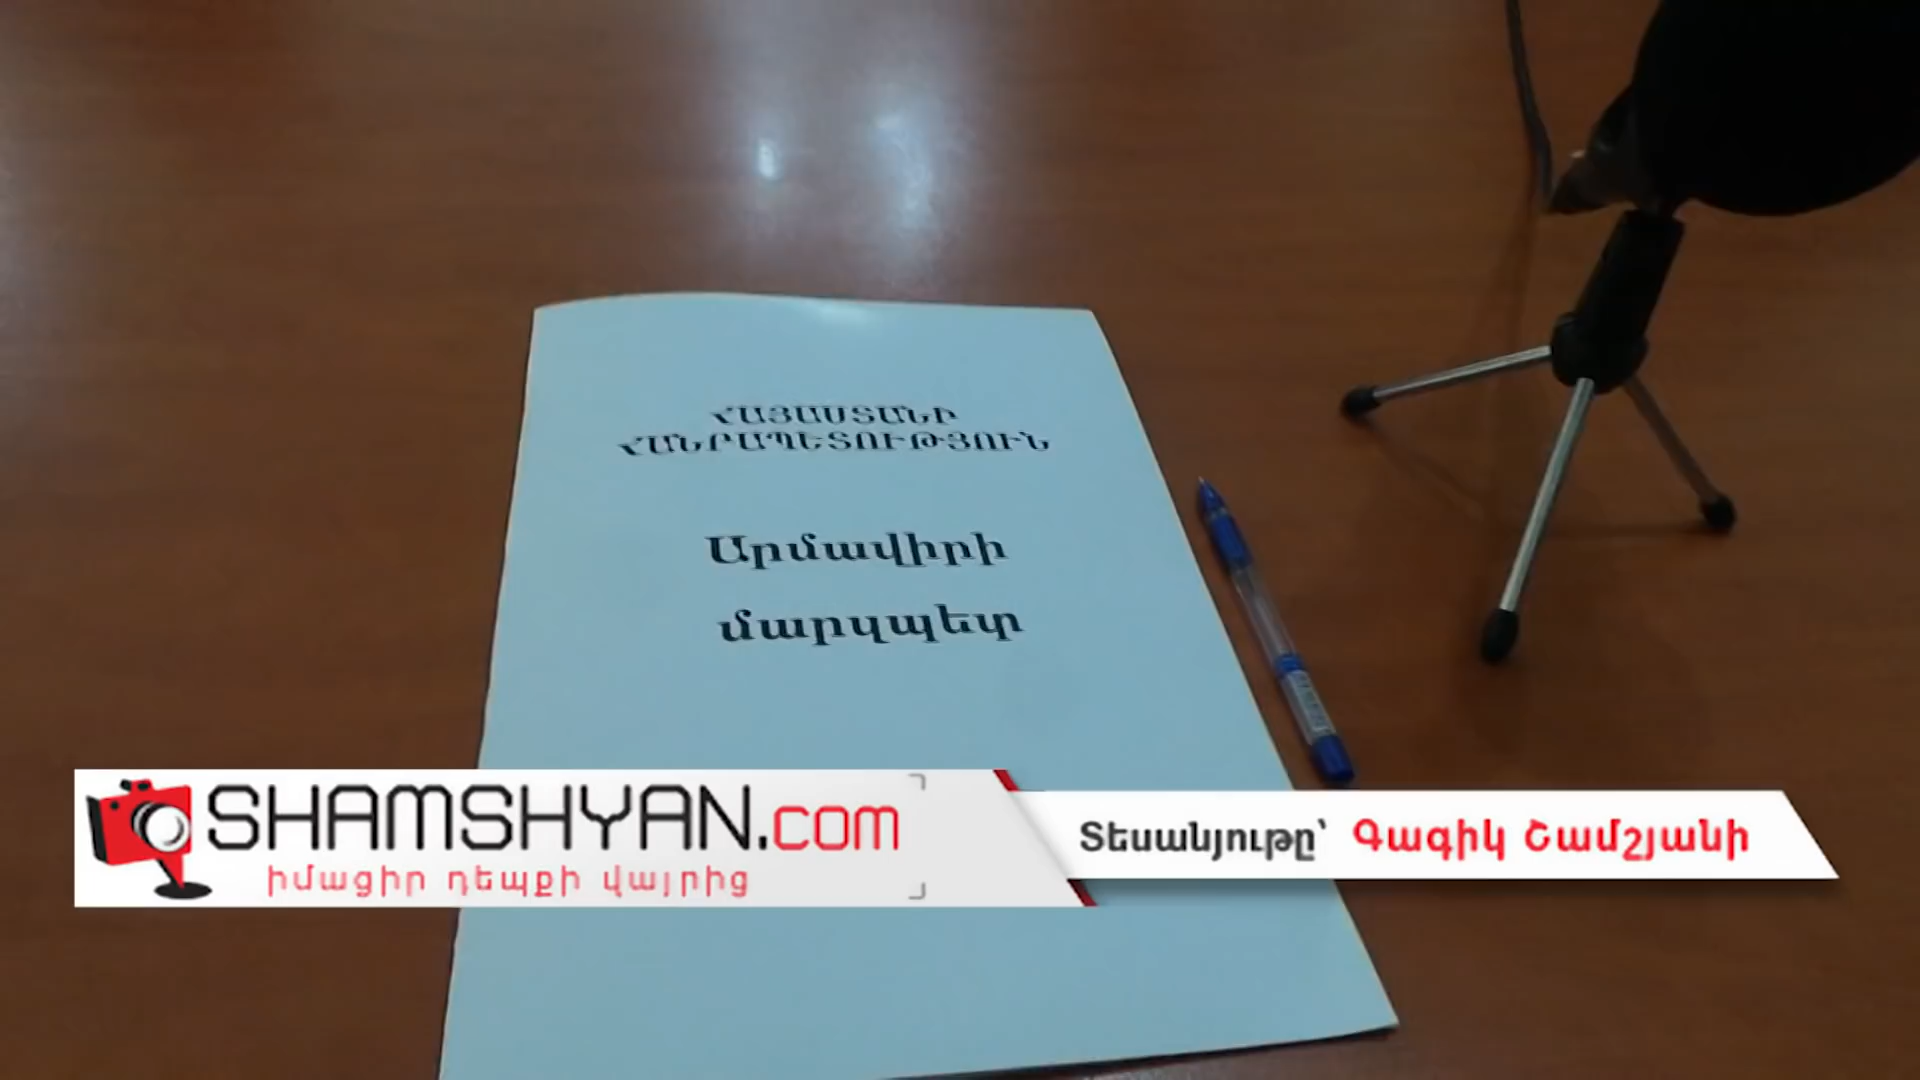 ՀԱՅԱՍՏԱՆԻ
ՀԱՆՐԱՊԵՏՈՒԹՅՈՒՆ
Արմավիրի
մարզպետ
SHAMSHYAN.com
իմացիր դեպքի վայրից
Տեսանյութը՝ Գագիկ Շամշյանի